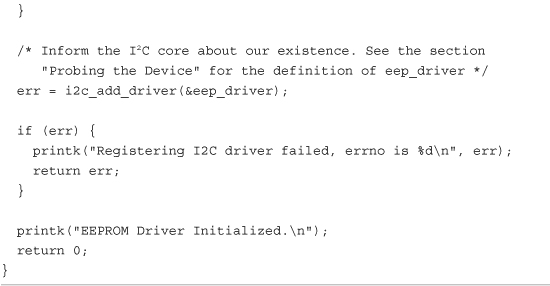 }

  /* Inform the I²C core about our existence. See the section
     "Probing the Device" for the definition of eep_driver */
  err = i2c_add_driver(&eep_driver);

  if (err) {
    printk("Registering I2C driver failed, errno is %d\n", err);
    return err;
  }

  printk("EEPROM Driver Initialized.\n");
  return 0;
}